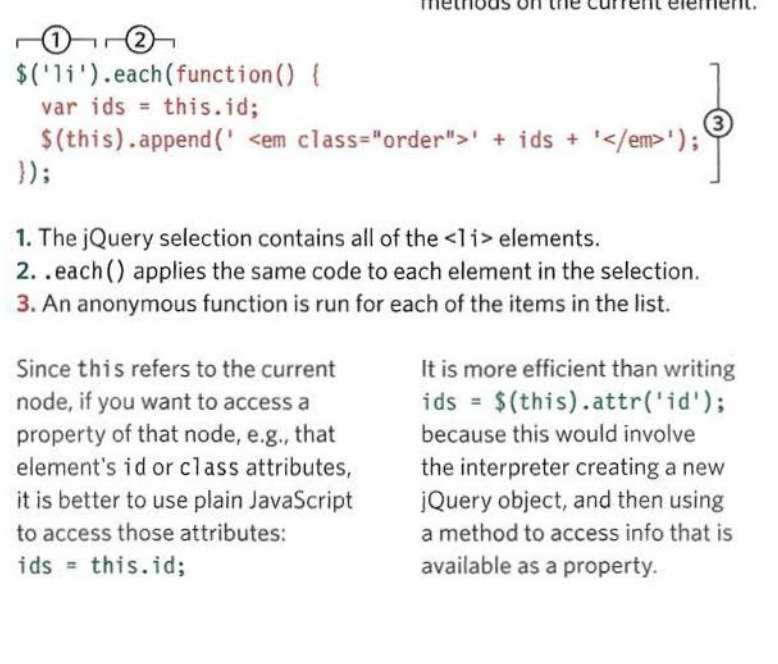 methods on the current element.
1 2
$('li').each(function() {
var ids = this.id;
$(this).append(' <em class="order">' + ids + '</em>');
3
});
1. The jQuery selection contains all of the <li> elements.
2. .each() applies the same code to each element in the selection.
3. An anonymous function is run for each of the items in the list.
Since this refers to the current
node, if you want to access a
property of that node, e.g., that
element's id or class attributes,
it is better to use plain JavaScript
to access those attributes:
ids = this.id;
It is more efficient than writing
ids = $(this).attr('id');
because this would involve
the interpreter creating a new
jQuery object, and then using
a method to access info that is
available as a property.